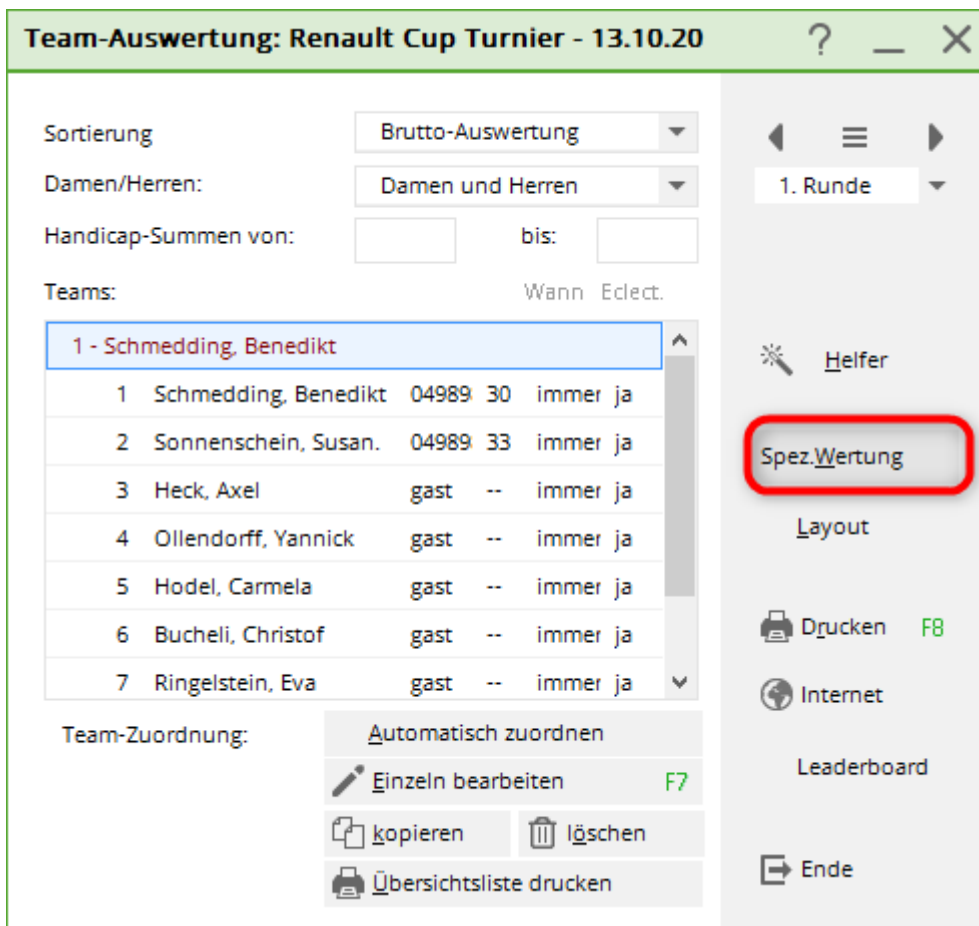 Team-Auswertung: Renault Cup Turnier - 13.10.20
Sortierung Brutto-Auswertung
Damen/Herren: Damen und Herren
Handicap-Summen von: bis:
Teams: Wann Eclect.
1 - Schmedding, Benedikt
1 Schmedding, Benedikt 04989 30 immer ja
2 Sonnenschein, Susan. 04989 33 immer ja
3 Heck, Axel gast -- immer ja
4 Ollendorff, Yannick gast -- immer ja
5 Hodel, Carmela gast -- immer ja
6 Bucheli, Christof gast -- immer ja
7 Ringelstein, Eva gast -- immer ja
Team-Zuordnung: Automatisch zuordnen
Einzeln bearbeiten F7
kopieren löschen
Übersichtsliste drucken
1. Runde
Helfer
Spez.Wertung
Layout
Drucken F8
Internet
Leaderboard
Ende